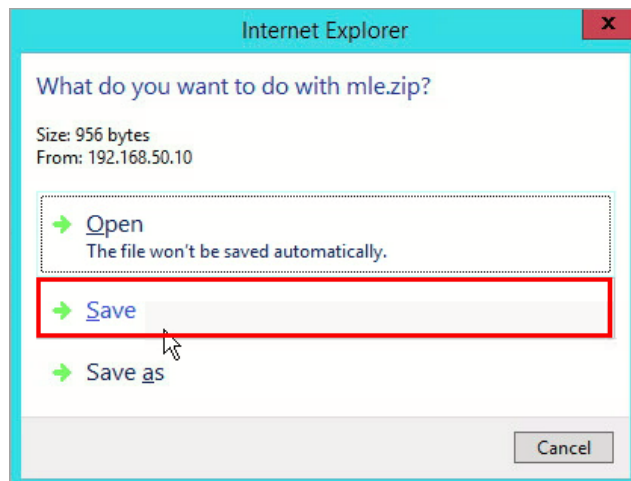 Internet Explorer
x
What do you want to do with mle.zip?
Size: 956 bytes
From: 192.168.50.10
Open
The file won't be saved automatically.
Save
Save as
Cancel